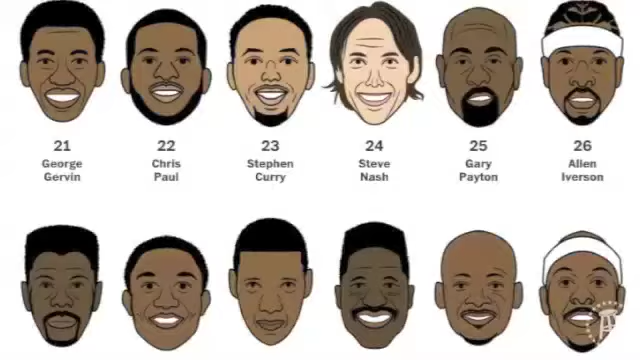 21
George
Gervin
22
Chris
Paul
23
Stephen
Curry
24
Steve
Nash
25
Gary
Payton
26
Allen
Iverson